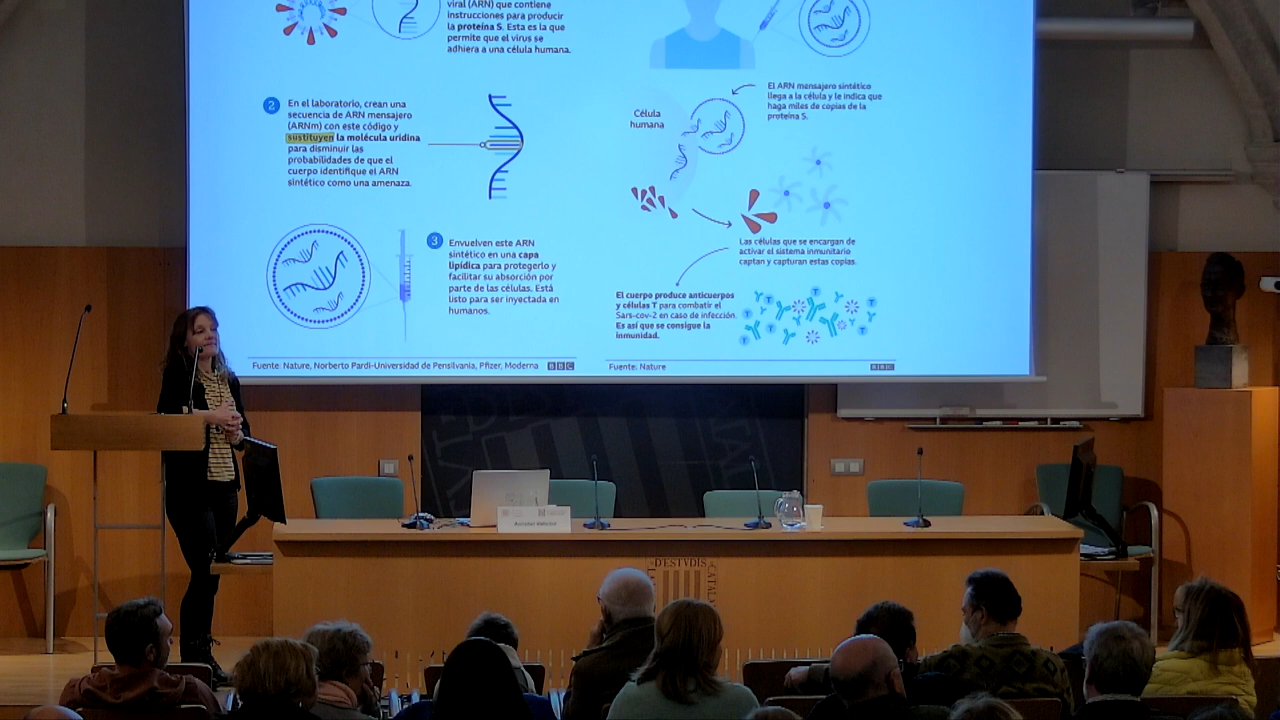 viral (ARN) que contiene
instrucciones para producir
la proteína S. Esta es la que
permite que el virus se
adhiera a una célula humana.
2
En el laboratorio, crean una
secuencia de ARN mensajero
(ARNm) con este código y
sustituyen la molécula uridina
para disminuir las
probabilidades de que el
cuerpo identifique el ARN
sintético como una amenaza.
3
Envuelven este ARN
sintético en una capa
lipídica para protegerlo y
facilitar su absorción por
parte de las células. Está
listo para ser inyectada en
humanos.
Fuente: Nature, Norberto Pardi-Universidad de Pensilvania, Pfizer, Moderna
BBC
El ARN mensajero sintético
llega a la célula y le indica que
haga miles de copias de la
proteína S.
Célula
humana
Las células que se encargan de
activar el sistema inmunitario
captan y capturan estas copias.
El cuerpo produce anticuerpos
y células T para combatir el
Sars-cov-2 en caso de infección.
Es así que se consigue la
inmunidad.
Fuente: Nature
BBC
D'ESTVDIS